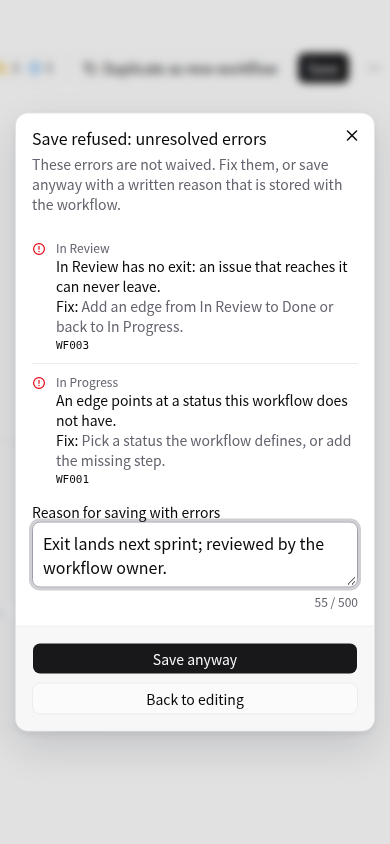 Duplicate as new workflow
Save
Save refused: unresolved errors
These errors are not waived. Fix them, or save
anyway with a written reason that is stored with
the workflow.
In Review
In Review has no exit: an issue that reaches it
can never leave.
Fix: Add an edge from In Review to Done or
back to In Progress.
WF003
In Progress
An edge points at a status this workflow does
not have.
Fix: Pick a status the workflow defines, or add
the missing step.
WF001
Reason for saving with errors
Exit lands next sprint; reviewed by the
workflow owner.
55 / 500
Save anyway
Back to editing